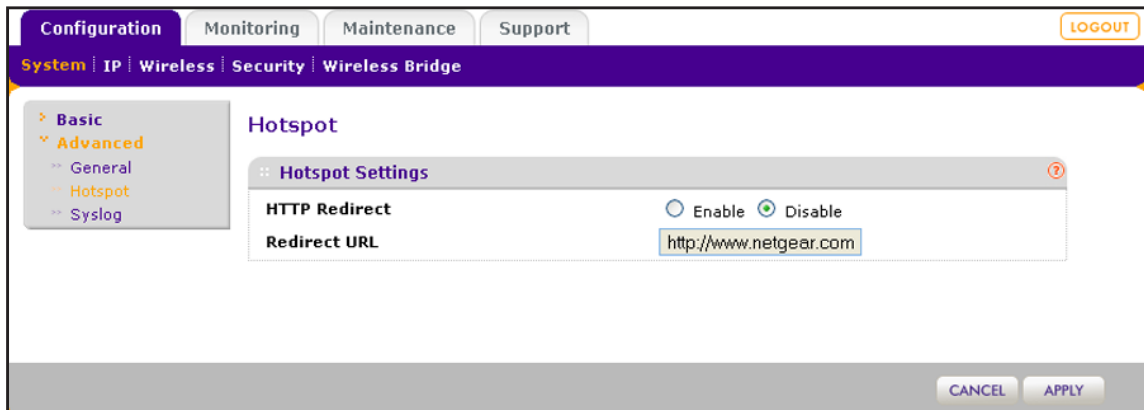 Configuration Monitoring Maintenance Support LOGOUT
System IP Wireless Security Wireless Bridge
Basic
Advanced
General
Hotspot
Syslog
Hotspot
Hotspot Settings ?
HTTP Redirect Enable Disable
Redirect URL http://www.netgear.com
CANCEL APPLY